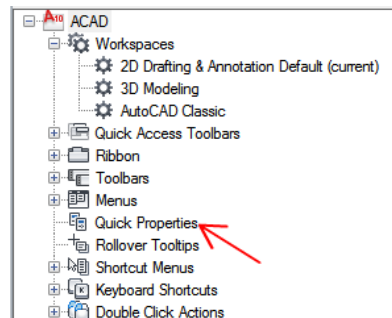 A10 ACAD
Workspaces
2D Drafting & Annotation Default (current)
3D Modeling
AutoCAD Classic
Quick Access Toolbars
Ribbon
Toolbars
Menus
Quick Properties
Rollover Tooltips
Shortcut Menus
Keyboard Shortcuts
Double Click Actions